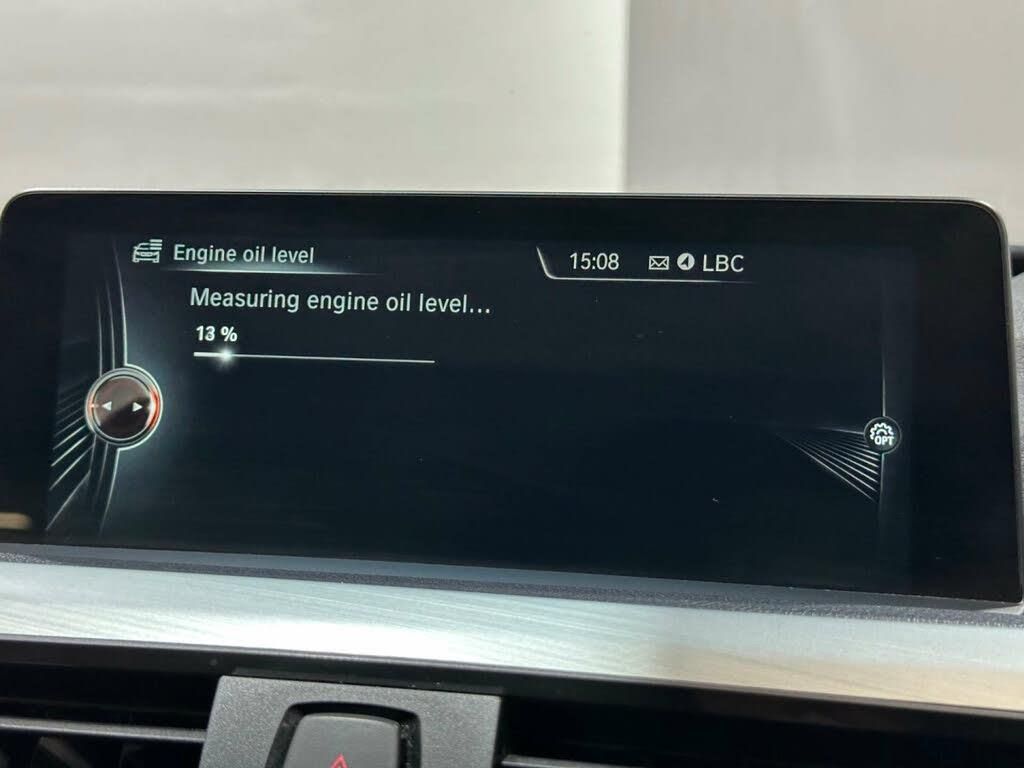 Engine oil level
15:08 LBC
Measuring engine oil level...
13 %
OPT